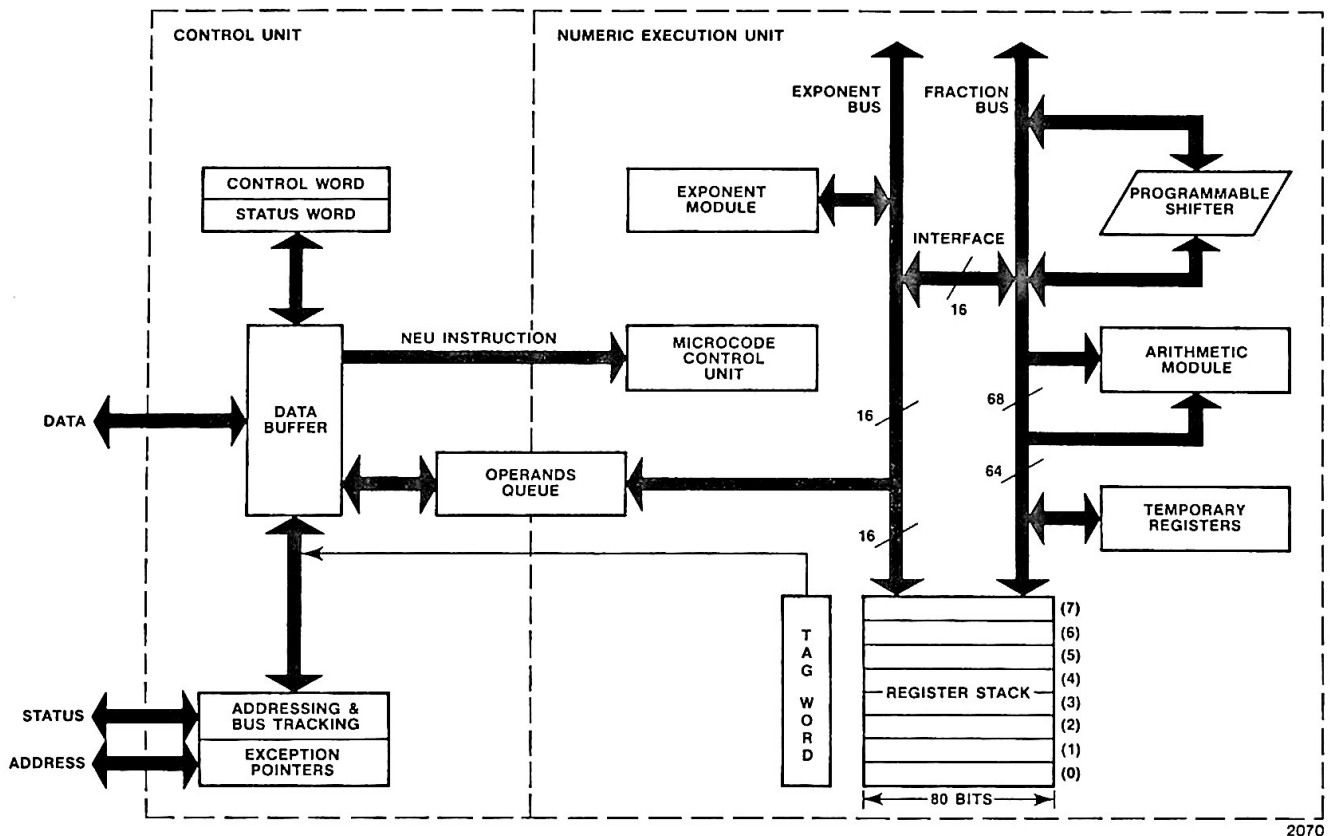 CONTROL UNIT
NUMERIC EXECUTION UNIT
EXPONENT
BUS
FRACTION
BUS
CONTROL WORD
STATUS WORD
EXPONENT
MODULE
PROGRAMMABLE
SHIFTER
INTERFACE
16
NEU INSTRUCTION
MICROCODE
CONTROL
UNIT
ARITHMETIC
MODULE
DATA
DATA
BUFFER
16
68
OPERANDS
QUEUE
64
16
TEMPORARY
REGISTERS
TAG WORD
(7)
(6)
(5)
(4)
REGISTER STACK
(3)
(2)
(1)
(0)
STATUS
ADDRESSING &
BUS TRACKING
ADDRESS
EXCEPTION
POINTERS
80 BITS
2070